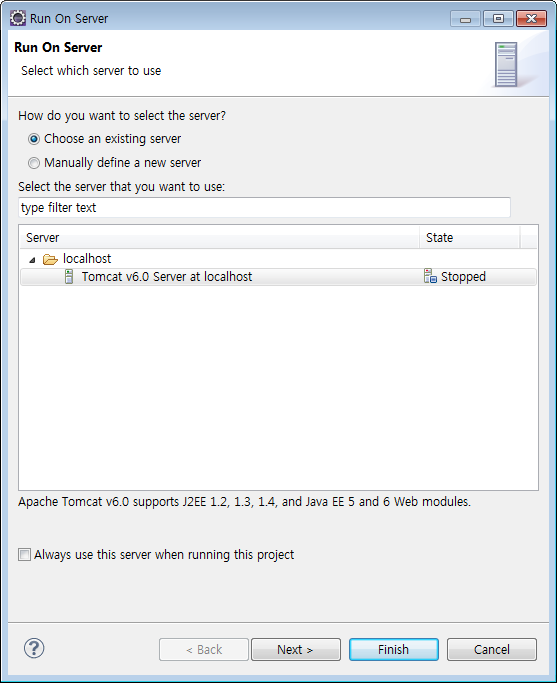 Run On Server
Run On Server
Select which server to use
How do you want to select the server?
Choose an existing server
Manually define a new server
Select the server that you want to use:
type filter text
Server State
localhost
Tomcat v6.0 Server at localhost Stopped
Apache Tomcat v6.0 supports J2EE 1.2, 1.3, 1.4, and Java EE 5 and 6 Web modules.
Always use this server when running this project
? < Back Next > Finish Cancel